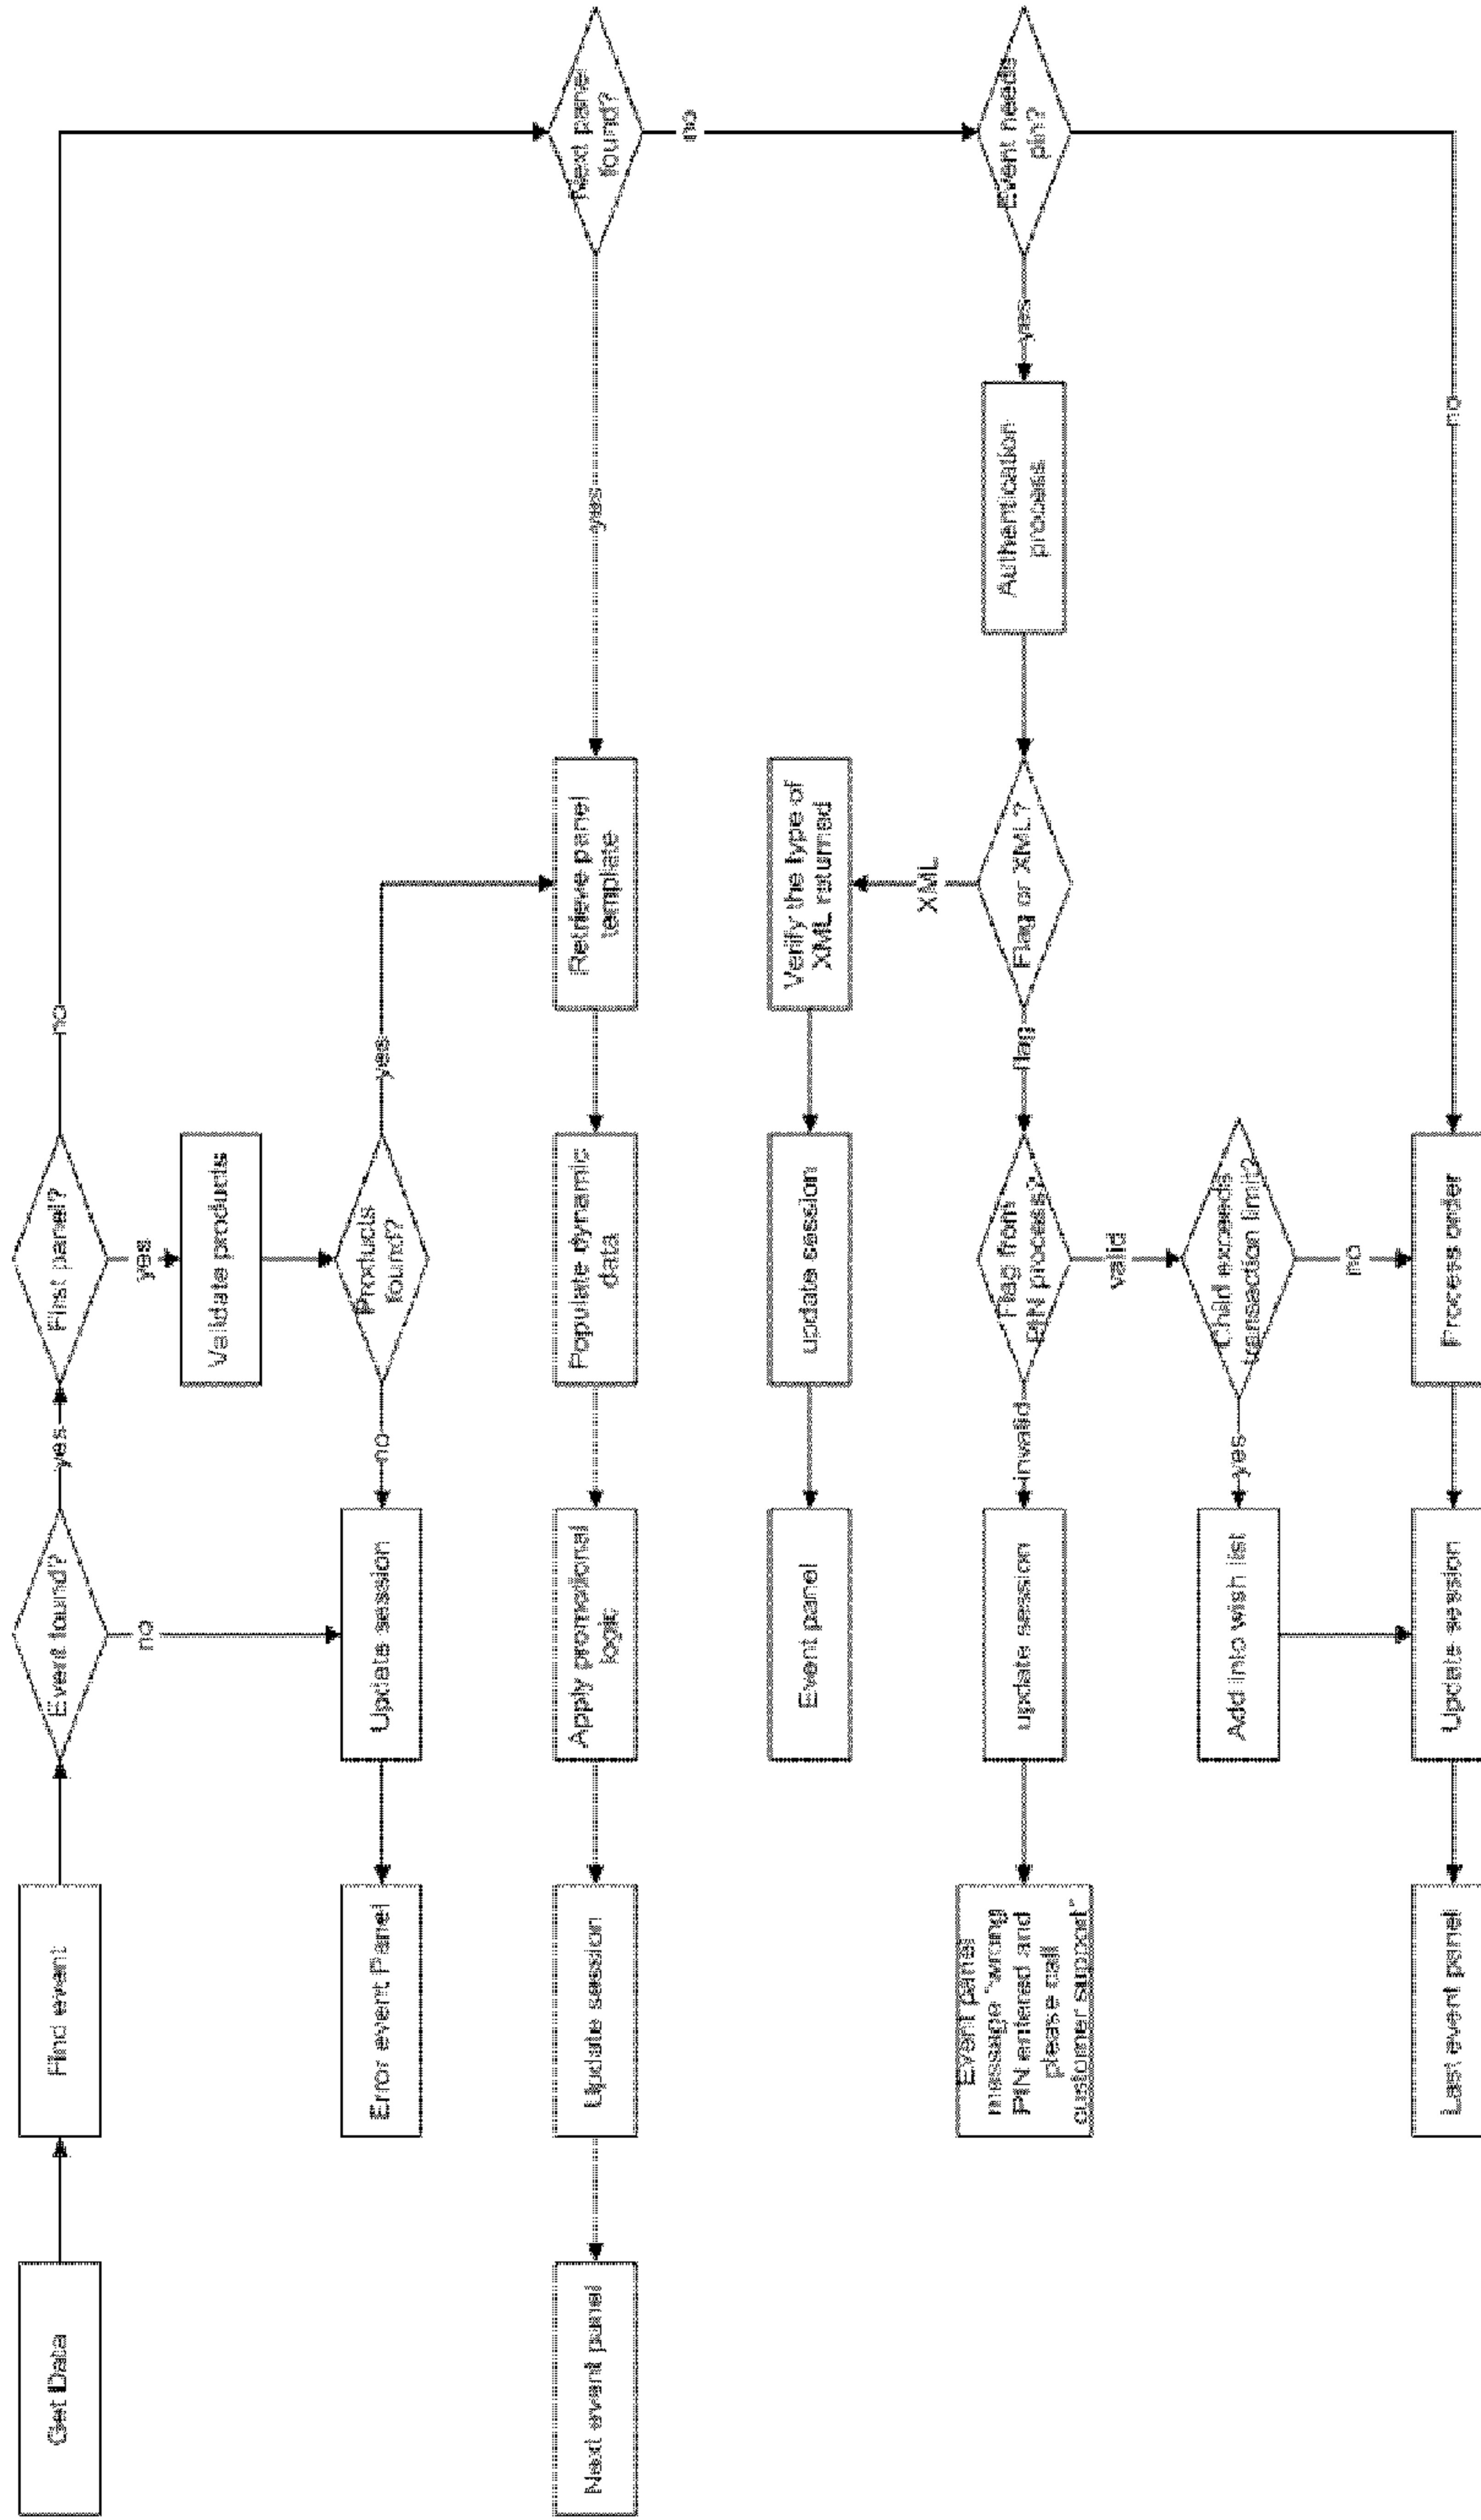 Get Data
Find event
Event found?
yes
First panel?
no
no
yes
Validate products
Error event Panel
Update session
no
Products
found?
yes
Next event panel
Update session
Apply promotional
logic
Populate dynamic
data
Retrieve panel
template
yes
Next pane
found?
no
Event panel
update session
Verify the type of
XML returned
XML
Event panel
message "wrong
PIN entered and
please call
customer support"
update session
invalid
Flag from
PIN process?
flag
Flag or XML?
Authentication
process
yes
Event needs
pin?
valid
Add into wish list
yes
Child exceeds
transaction limit?
no
Last event panel
Update session
Process order
no